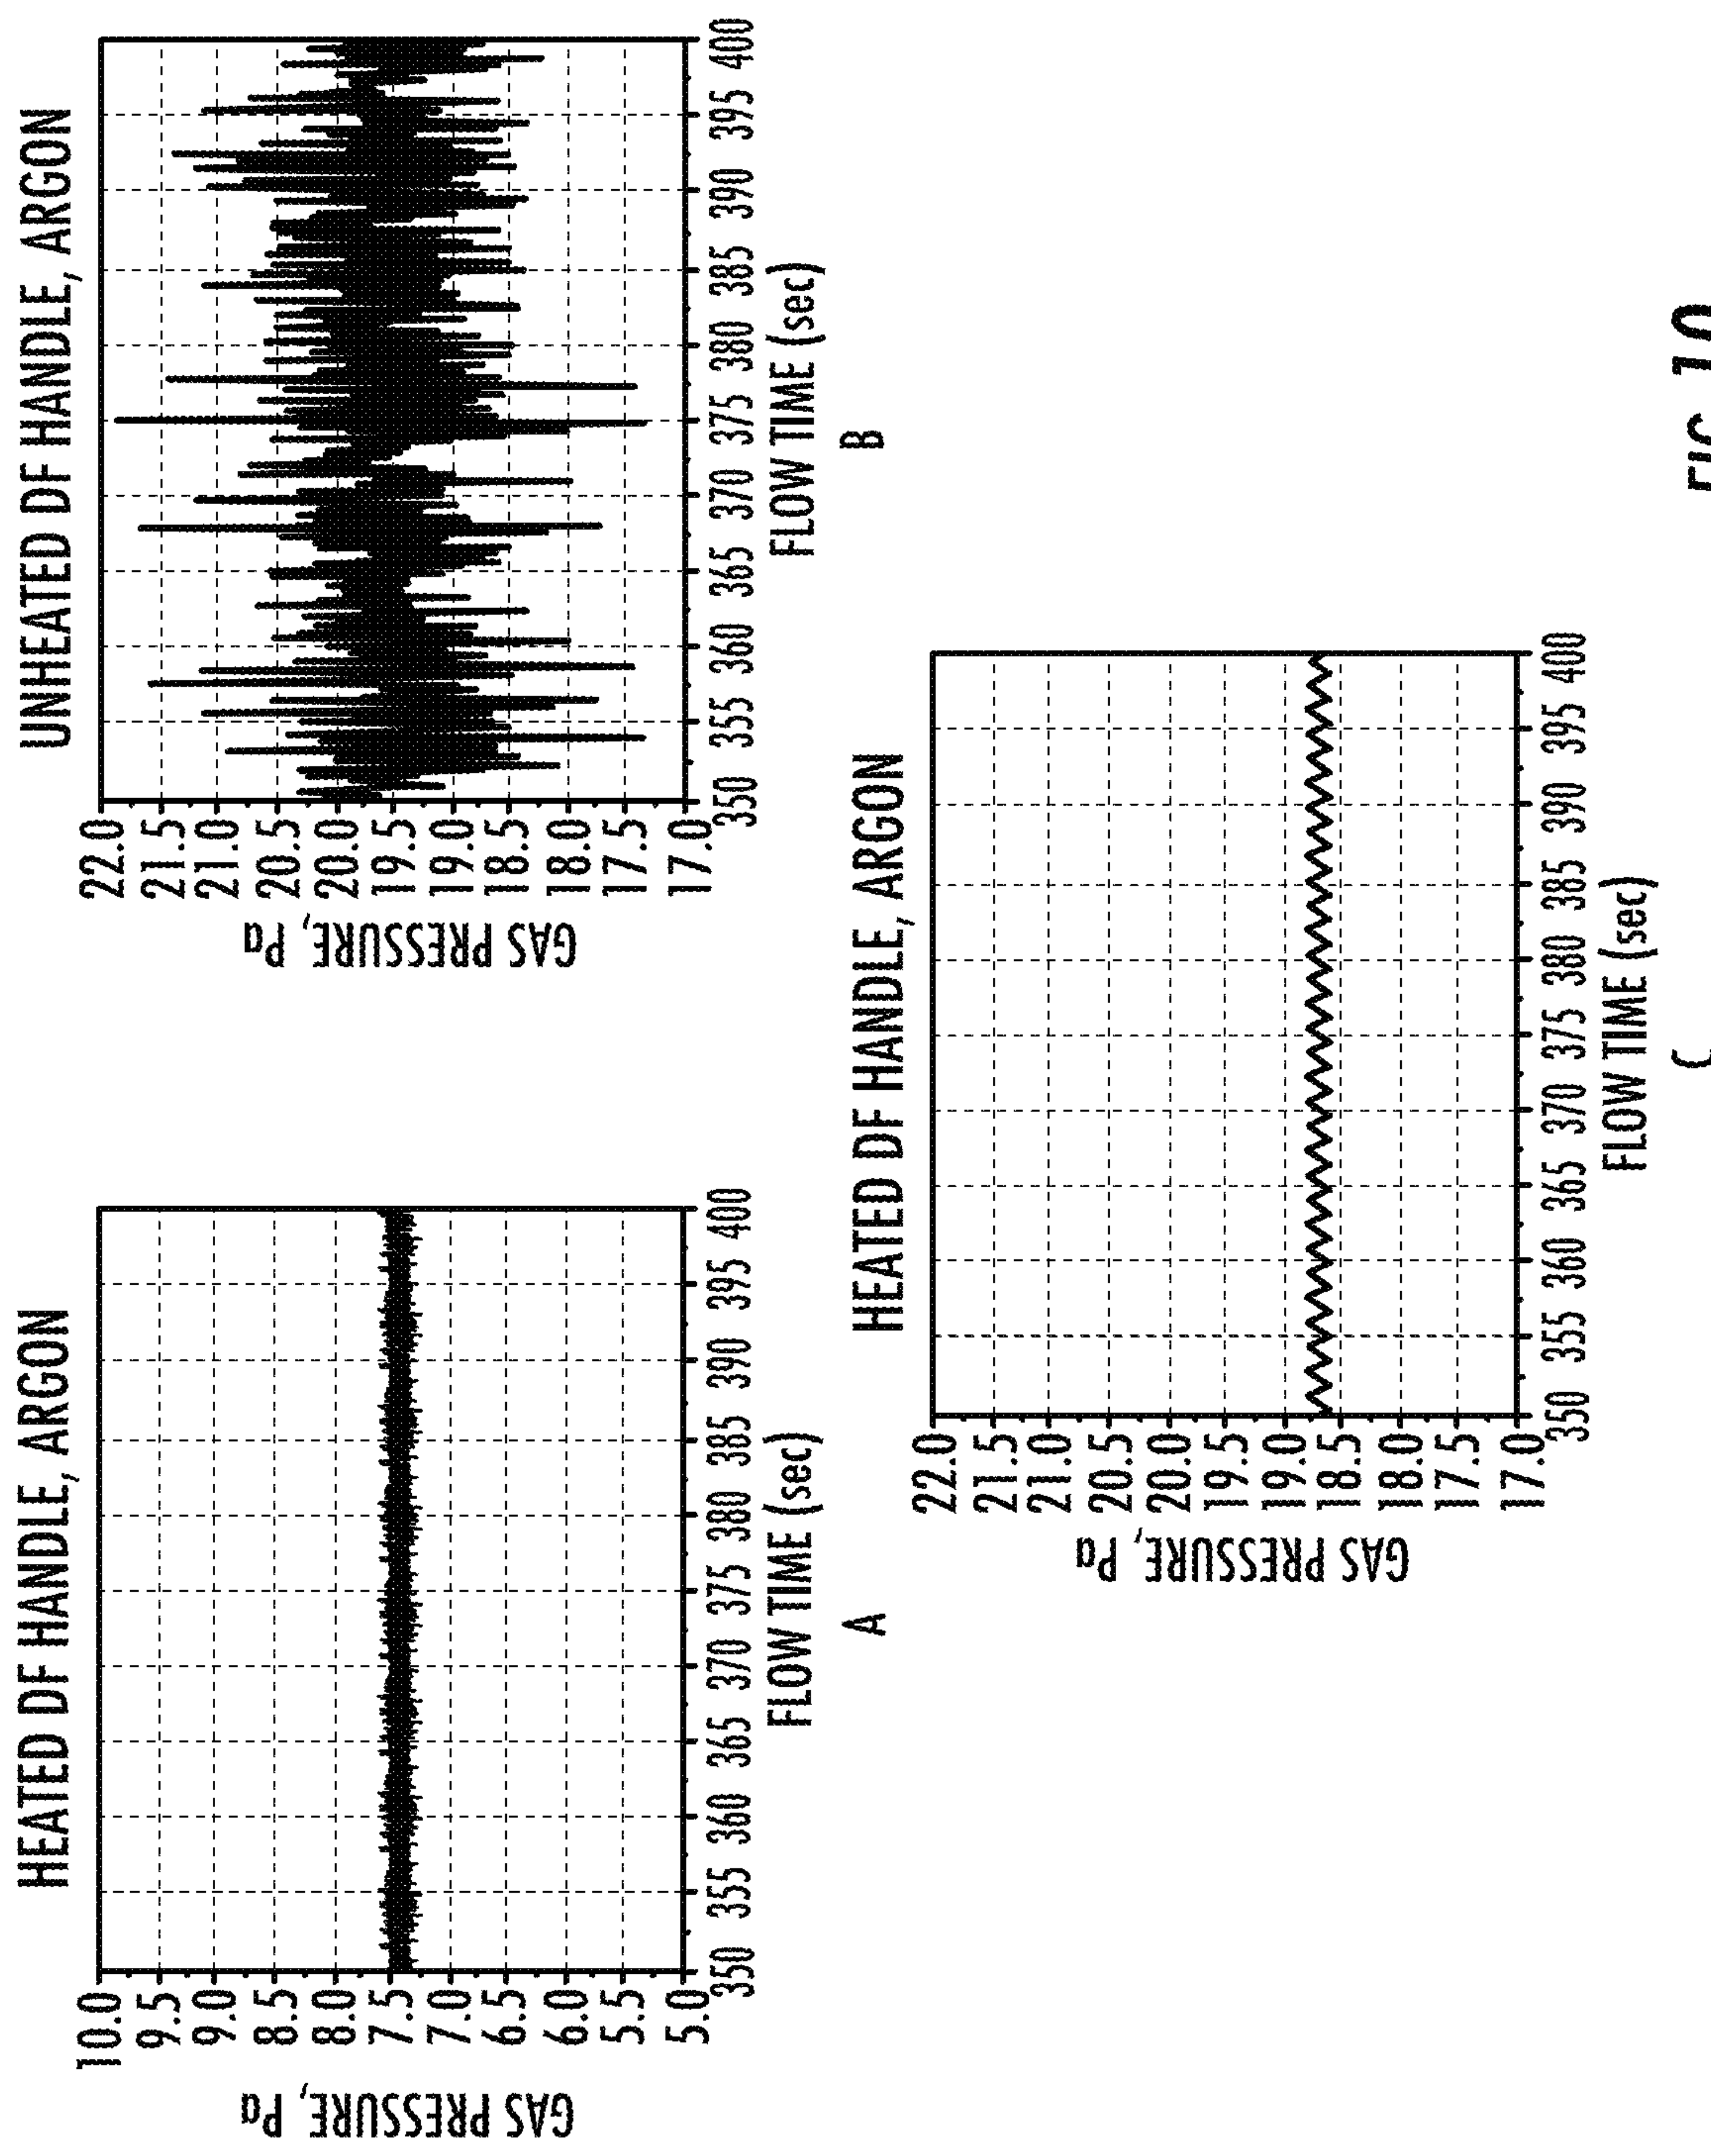 HEATED DF HANDLE, ARGON
GAS PRESSURE, Pa
10.0
9.5
9.0
8.5
8.0
7.5
7.0
6.5
6.0
5.5
5.0
350 355 360 365 370 375 380 385 390 395 400
FLOW TIME (sec)
A
UNHEATED DF HANDLE, ARGON
GAS PRESSURE, Pa
22.0
21.5
21.0
20.5
20.0
19.5
19.0
18.5
18.0
17.5
17.0
350 355 360 365 370 375 380 385 390 395 400
FLOW TIME (sec)
B
HEATED DF HANDLE, ARGON
GAS PRESSURE, Pa
22.0
21.5
21.0
20.5
20.0
19.5
19.0
18.5
18.0
17.5
17.0
350 355 360 365 370 375 380 385 390 395 400
FLOW TIME (sec)
C
FIG. 10